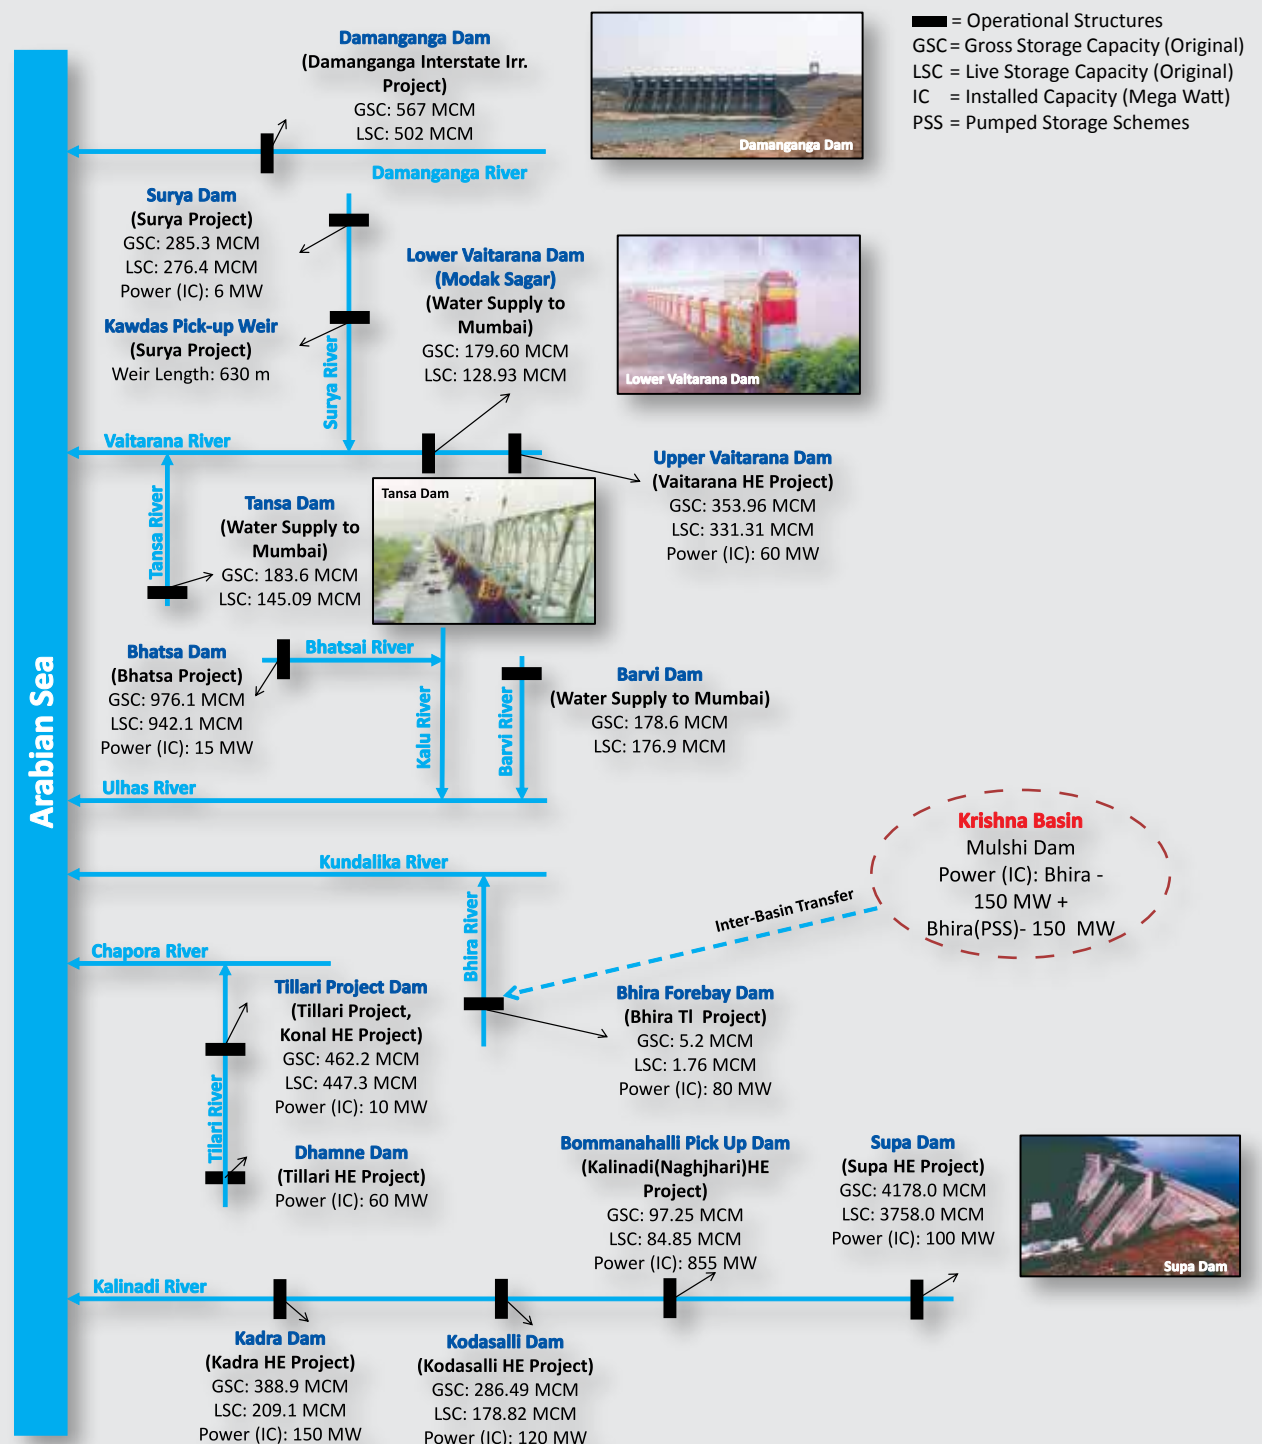 = Operational Structures
GSC = Gross Storage Capacity (Original)
LSC = Live Storage Capacity (Original)
IC = Installed Capacity (Mega Watt)
PSS = Pumped Storage Schemes
Damanganga Dam
(Damanganga Interstate Irr.
Project)
GSC: 567 MCM
LSC: 502 MCM
Damanganga Dam
Damanganga River
Surya Dam
(Surya Project)
GSC: 285.3 MCM
LSC: 276.4 MCM
Power (IC): 6 MW
Kawdas Pick-up Weir
(Surya Project)
Weir Length: 630 m
Surya River
Lower Vaitarana Dam
(Modak Sagar)
(Water Supply to
Mumbai)
GSC: 179.60 MCM
LSC: 128.93 MCM
Lower Vaitarana Dam
Vaitarana River
Upper Vaitarana Dam
(Vaitarana HE Project)
GSC: 353.96 MCM
LSC: 331.31 MCM
Power (IC): 60 MW
Tansa River
Tansa Dam
(Water Supply to
Mumbai)
GSC: 183.6 MCM
LSC: 145.09 MCM
Tansa Dam
Arabian Sea
Bhatsa Dam
(Bhatsa Project)
GSC: 976.1 MCM
LSC: 942.1 MCM
Power (IC): 15 MW
Bhatsai River
Kalu River
Barvi River
Barvi Dam
(Water Supply to Mumbai)
GSC: 178.6 MCM
LSC: 176.9 MCM
Ulhas River
Krishna Basin
Mulshi Dam
Power (IC): Bhira -
150 MW +
Bhira(PSS)- 150 MW
Inter-Basin Transfer
Kundalika River
Bhira River
Chapora River
Tillari Project Dam
(Tillari Project,
Konal HE Project)
GSC: 462.2 MCM
LSC: 447.3 MCM
Power (IC): 10 MW
Bhira Forebay Dam
(Bhira Tl Project)
GSC: 5.2 MCM
LSC: 1.76 MCM
Power (IC): 80 MW
Tilari River
Dhamne Dam
(Tillari HE Project)
Power (IC): 60 MW
Bommanahalli Pick Up Dam
(Kalinadi(Naghjhari)HE
Project)
GSC: 97.25 MCM
LSC: 84.85 MCM
Power (IC): 855 MW
Supa Dam
(Supa HE Project)
GSC: 4178.0 MCM
LSC: 3758.0 MCM
Power (IC): 100 MW
Supa Dam
Kalinadi River
Kadra Dam
(Kadra HE Project)
GSC: 388.9 MCM
LSC: 209.1 MCM
Power (IC): 150 MW
Kodasalli Dam
(Kodasalli HE Project)
GSC: 286.49 MCM
LSC: 178.82 MCM
Power (IC): 120 MW